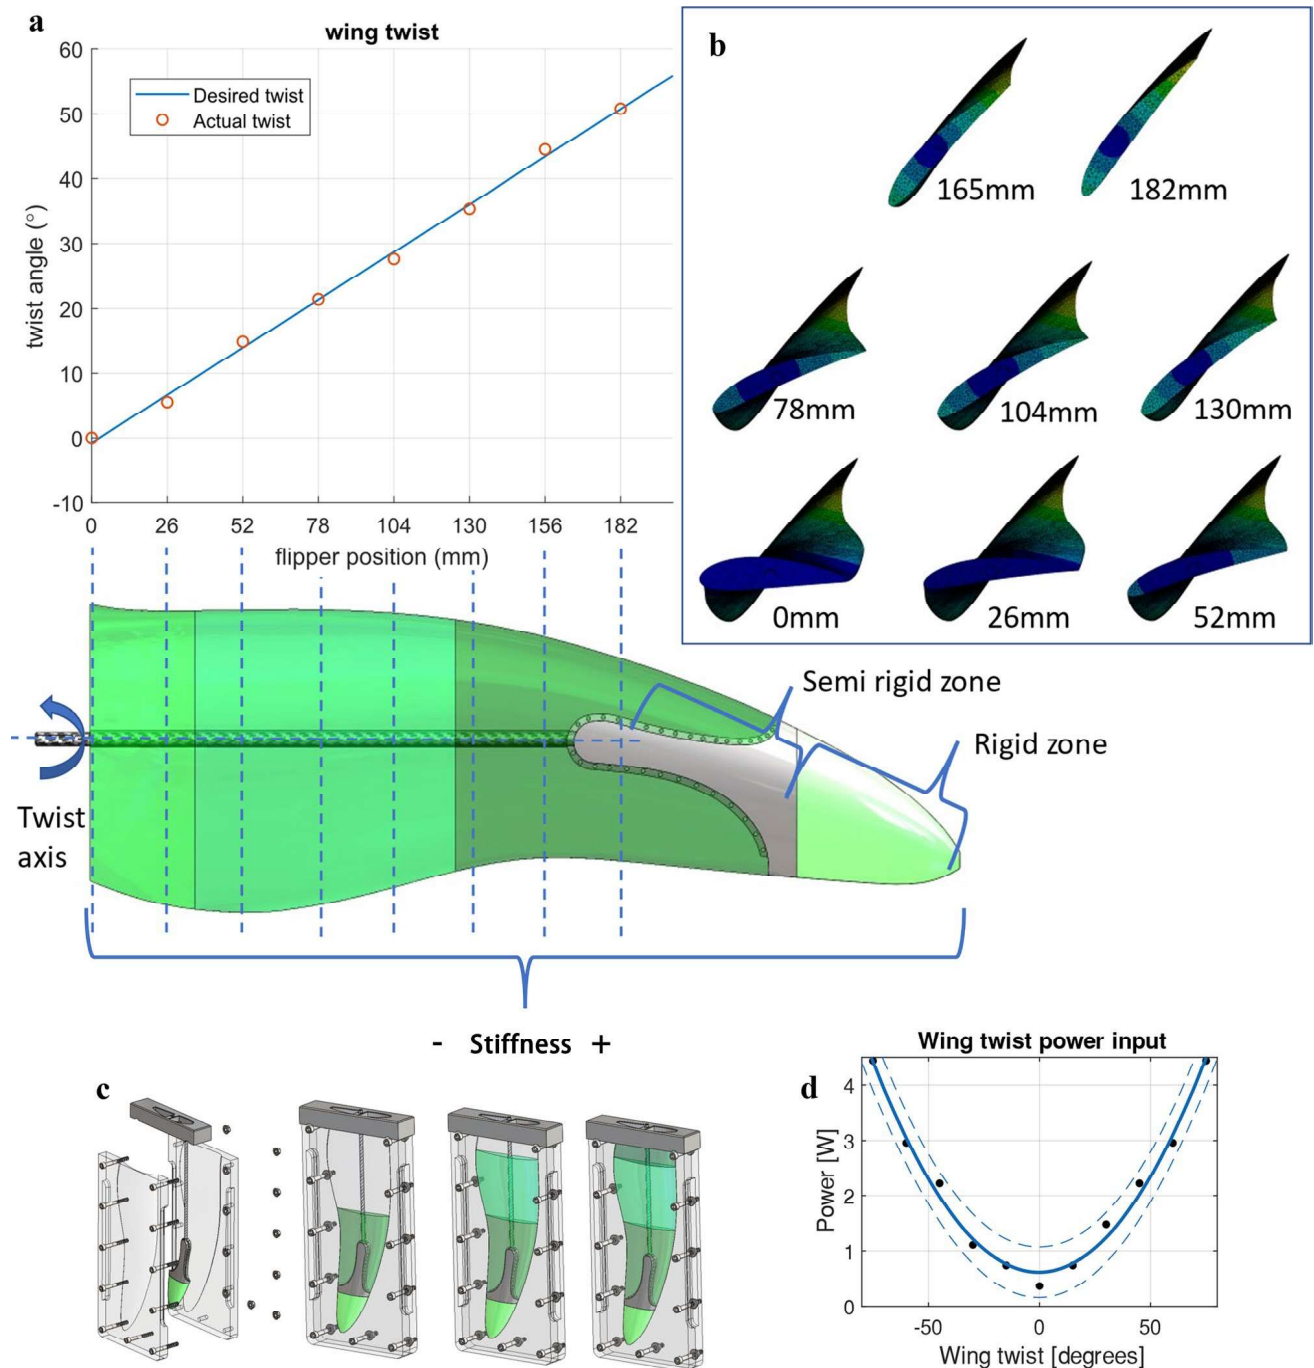 a
wing twist
60
50
40
30
20
10
0
-10
twist angle (°)
Desired twist
Actual twist
0 26 52 78 104 130 156 182
flipper position (mm)
b
165mm 182mm
78mm 104mm 130mm
0mm 26mm 52mm
Semi rigid zone
Rigid zone
Twist
axis
- Stiffness +
c
d
Wing twist power input
4
3
2
1
0
Power [W]
-50 0 50
Wing twist [degrees]